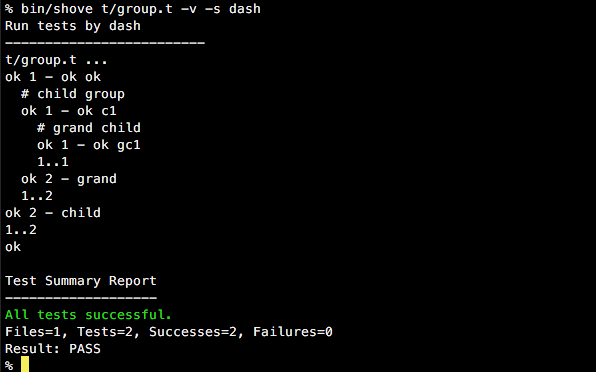 % bin/shove t/group.t -v -s dash
Run tests by dash
-------------------------
t/group.t ...
ok 1 - ok ok
  # child group
  ok 1 - ok c1
    # grand child
    ok 1 - ok gc1
    1..1
  ok 2 - grand
  1..2
ok 2 - child
1..2
ok

Test Summary Report
-------------------
All tests successful.
Files=1, Tests=2, Successes=2, Failures=0
Result: PASS
%